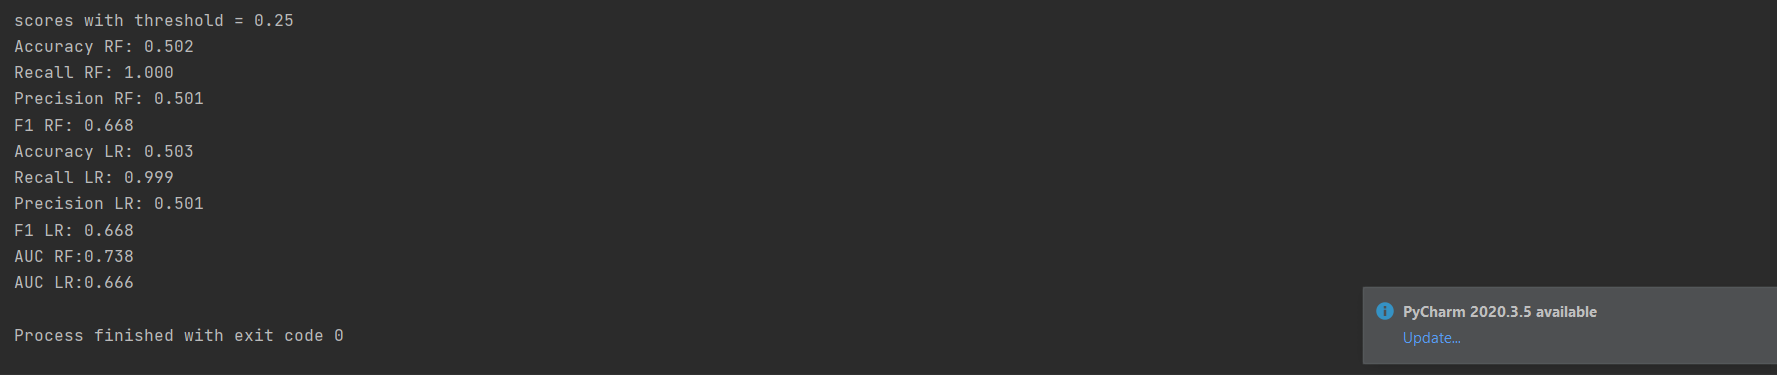 scores with threshold = 0.25
Accuracy RF: 0.502
Recall RF: 1.000
Precision RF: 0.501
F1 RF: 0.668
Accuracy LR: 0.503
Recall LR: 0.999
Precision LR: 0.501
F1 LR: 0.668
AUC RF:0.738
AUC LR:0.666
Process finished with exit code 0
PyCharm 2020.3.5 available
Update...